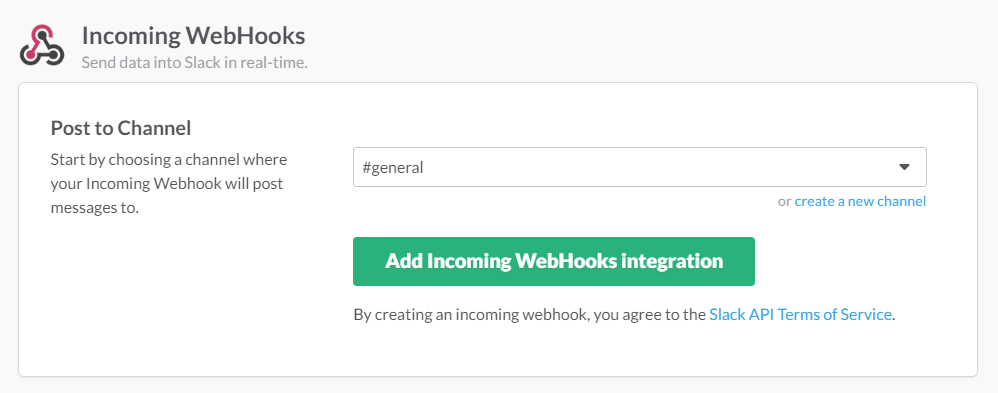 Incoming WebHooks
Send data into Slack in real-time.
Post to Channel
Start by choosing a channel where
your Incoming Webhook will post
messages to.
#general
or create a new channel
Add Incoming WebHooks integration
By creating an incoming webhook, you agree to the Slack API Terms of Service.